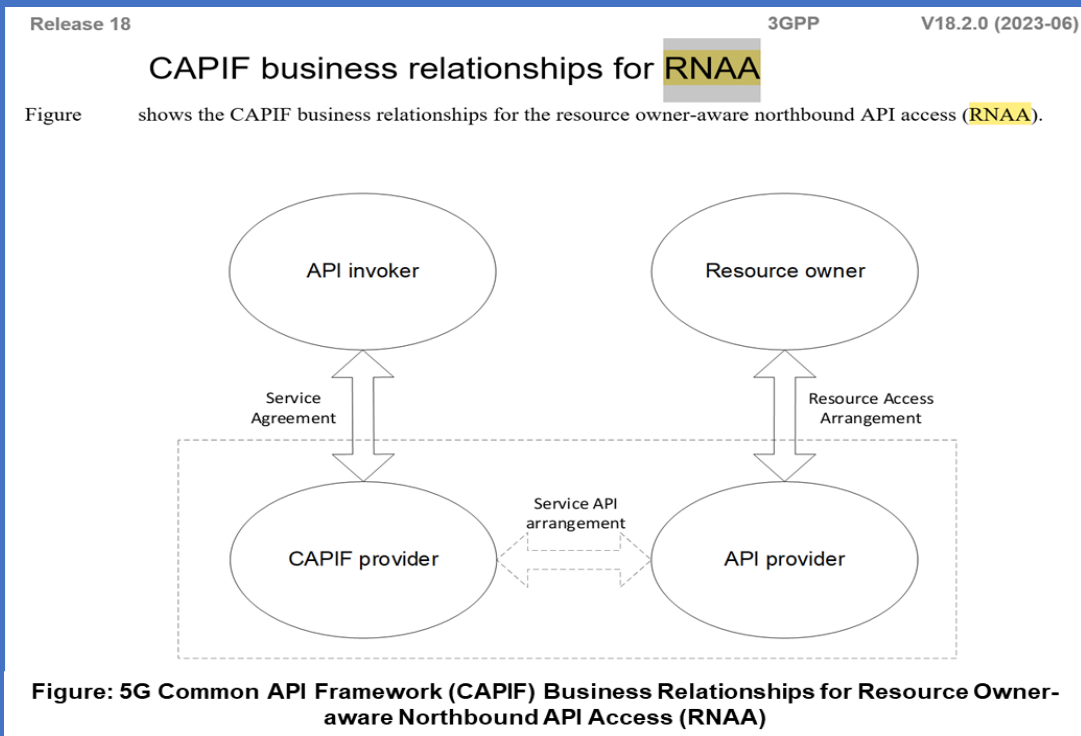 Release 18 3GPP V18.2.0 (2023-06)
CAPIF business relationships for RNAA
Figure shows the CAPIF business relationships for the resource owner-aware northbound API access (RNAA).
API invoker
Resource owner
Service
Agreement
Resource Access
Arrangement
CAPIF provider
Service API
arrangement
API provider
Figure: 5G Common API Framework (CAPIF) Business Relationships for Resource Owner-
aware Northbound API Access (RNAA)